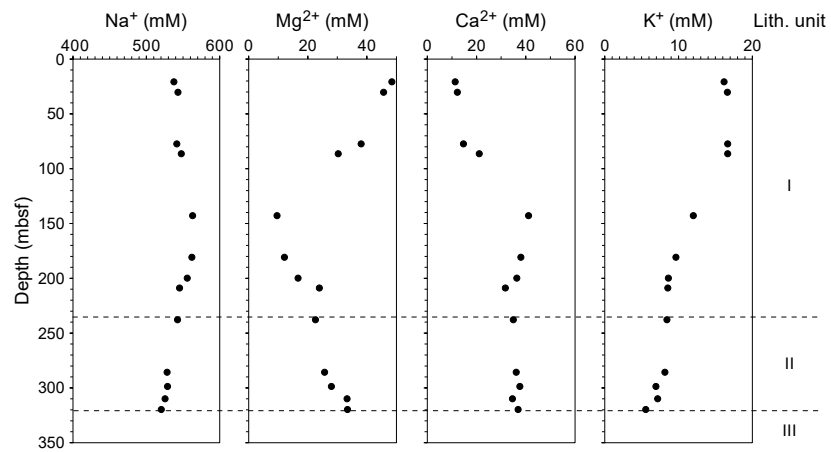 Na+ (mM) Mg2+ (mM) Ca2+ (mM) K+ (mM) Lith. unit
400 500 600 0 20 40 0 20 40 60 0 10 20
0
50
100
150
200
250
300
350
Depth (mbsf)
I
II
III